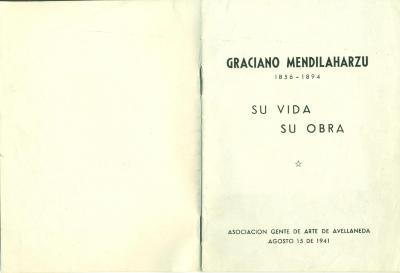 GRACIANO MENDILAHARZU
1856-1894
SU VIDA
SU OBRA
ASOCIACION GENTE DE ARTE DE AVELLANEDA
AGOSTO 15 DE 1941